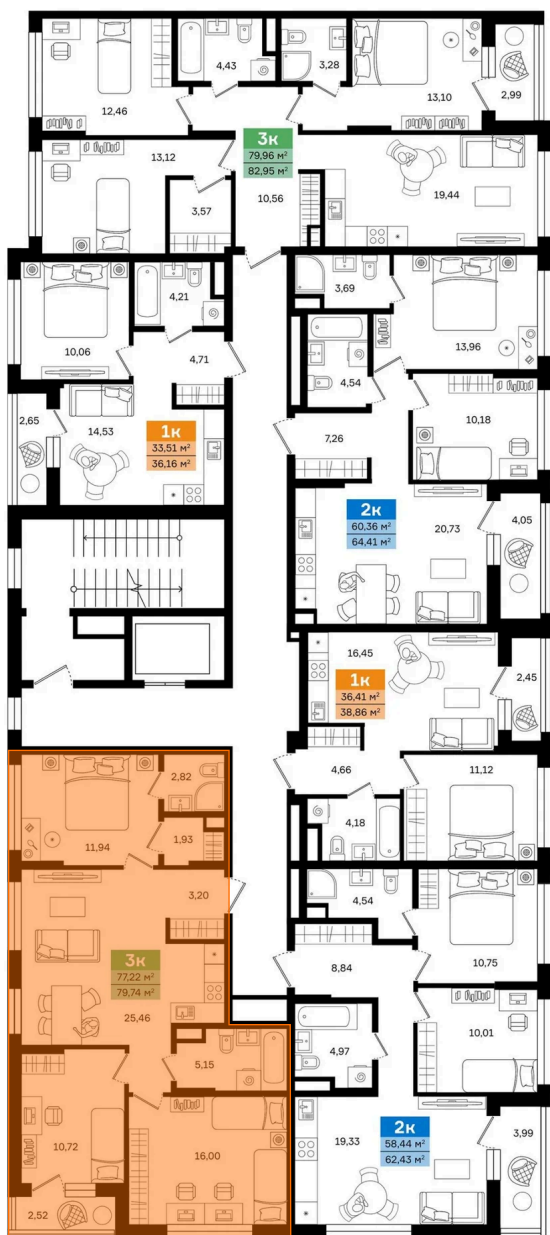 4,43
3,28
12,46
13,10
2,99
3к
79,96 м²
82,95 м²
13,12
3,57
10,56
19,44
4,21
3,69
10,06
4,71
4,54
13,96
2,65
14,53
1к
33,51 м²
36,16 м²
7,26
10,18
2к
60,36 м²
64,41 м²
20,73
4,05
16,45
1к
36,41 м²
38,86 м²
2,45
4,66
11,12
4,18
2,82
11,94
1,93
3,20
3к
77,22 м²
79,74 м²
25,46
4,54
10,75
8,84
10,01
4,97
5,15
10,72
16,00
2,52
19,33
2к
58,44 м²
62,43 м²
3,99